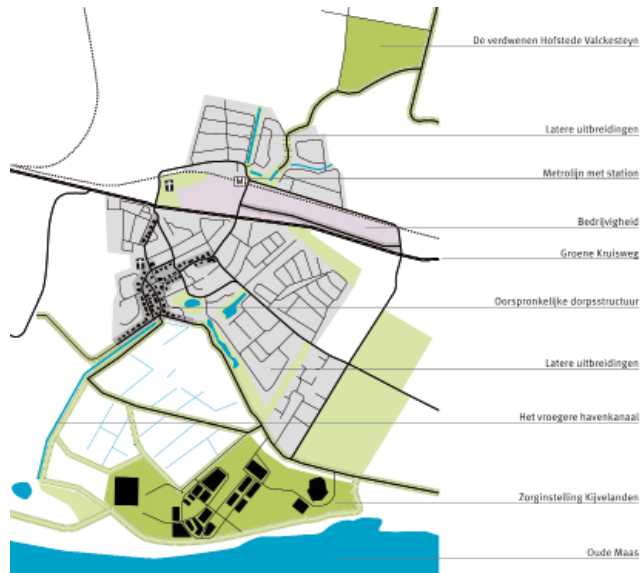 De verdwenen Hofstede Valckesteyn
Latere uitbreidingen
Metrolijn met station
M
Bedrijvigheid
Groene Kruisweg
Oorspronkelijke dorpsstructuur
Latere uitbreidingen
Het vroegere havenkanaal
Zorginstelling Kijvelanden
Oude Maas